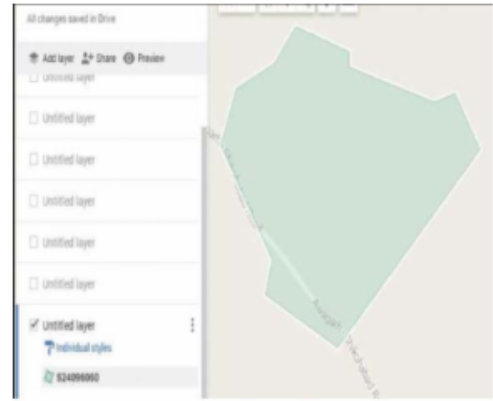 All changes saved in Drive
Add layer Share Preview
Untitled layer
Untitled layer
Untitled layer
Untitled layer
Untitled layer
Untitled layer
Untitled layer
Individual styles
924096060